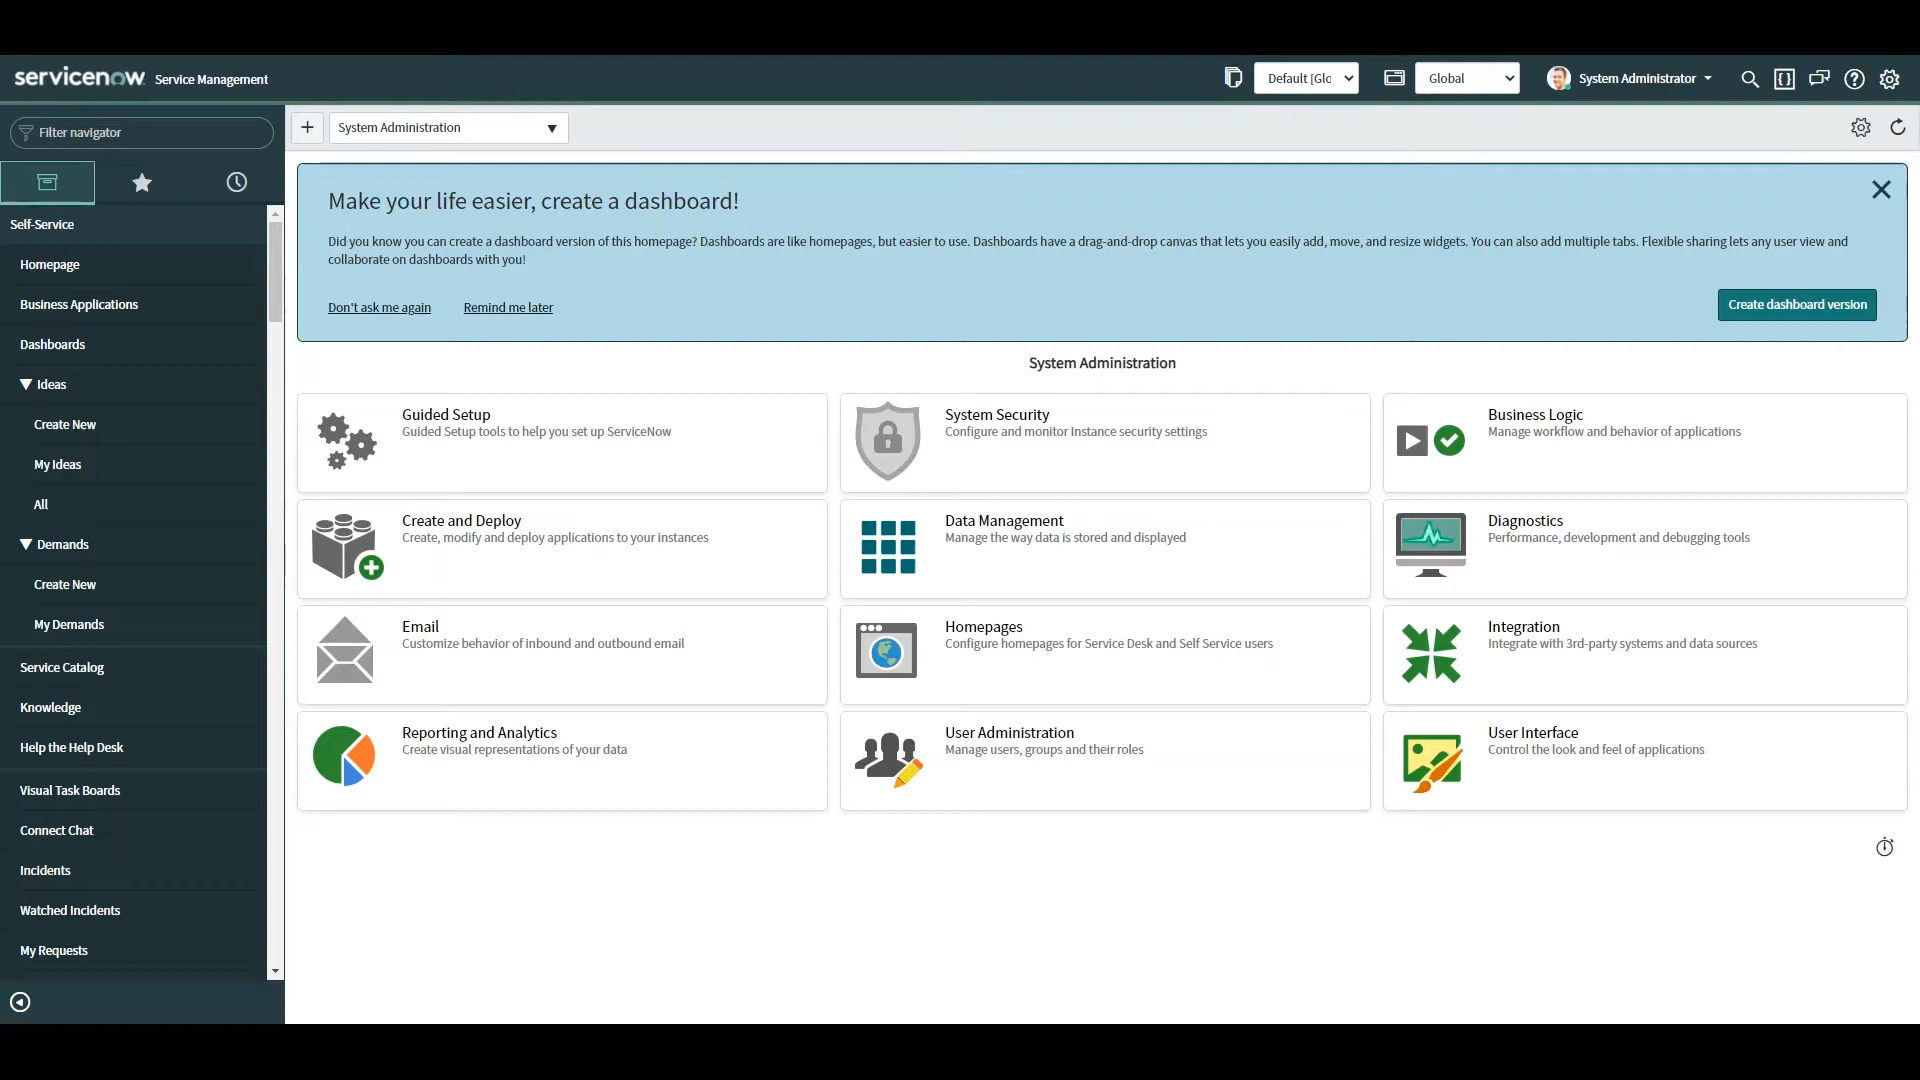 servicenow Service Management
Default [Glo
Global
System Administrator
Filter navigator
System Administration
Self-Service
Homepage
Business Applications
Dashboards
Ideas
Create New
My Ideas
All
Demands
Create New
My Demands
Service Catalog
Knowledge
Help the Help Desk
Visual Task Boards
Connect Chat
Incidents
Watched Incidents
My Requests
Make your life easier, create a dashboard!
Did you know you can create a dashboard version of this homepage? Dashboards are like homepages, but easier to use. Dashboards have a drag-and-drop canvas that lets you easily add, move, and resize widgets. You can also add multiple tabs. Flexible sharing lets any user view and
collaborate on dashboards with you!
Don't ask me again
Remind me later
Create dashboard version
System Administration
Guided Setup
Guided Setup tools to help you set up ServiceNow
System Security
Configure and monitor Instance security settings
Business Logic
Manage workflow and behavior of applications
Create and Deploy
Create, modify and deploy applications to your instances
Data Management
Manage the way data is stored and displayed
Diagnostics
Performance, development and debugging tools
Email
Customize behavior of inbound and outbound email
Homepages
Configure homepages for Service Desk and Self Service users
Integration
Integrate with 3rd-party systems and data sources
Reporting and Analytics
Create visual representations of your data
User Administration
Manage users, groups and their roles
User Interface
Control the look and feel of applications